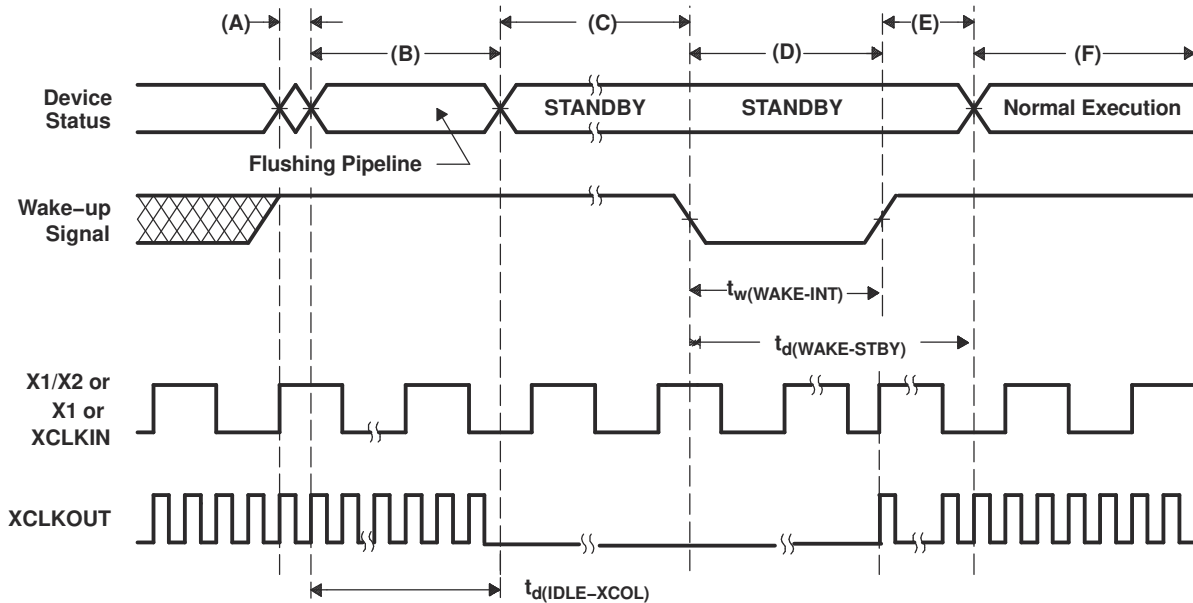 (A)
(B)
(C)
(D)
(E)
(F)
Device
Status
STANDBY
STANDBY
Normal Execution
Flushing Pipeline
Wake−up
Signal
tw(WAKE-INT)
td(WAKE-STBY)
X1/X2 or
X1 or
XCLKIN
XCLKOUT
td(IDLE−XCOL)